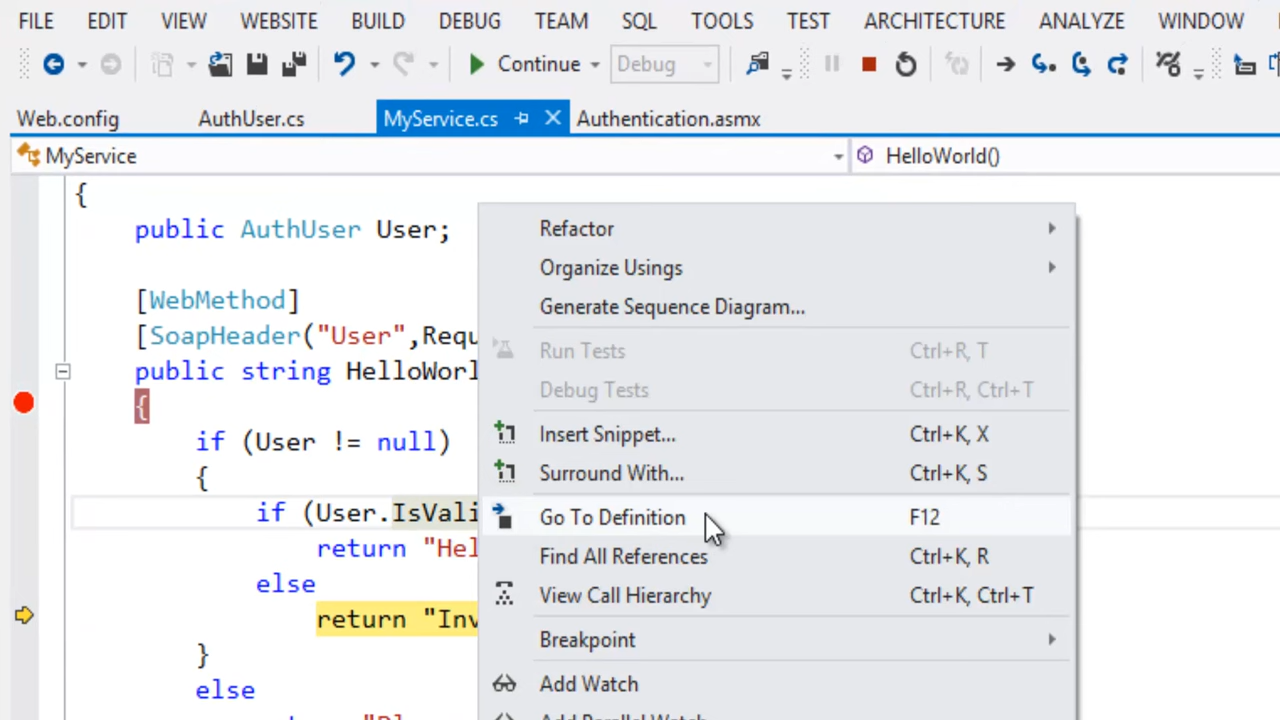 FILE EDIT VIEW WEBSITE BUILD DEBUG TEAM SQL TOOLS TEST ARCHITECTURE ANALYZE WINDOW
Continue Debug
Web.config AuthUser.cs MyService.cs Authentication.asmx
MyService HelloWorld()
{
public AuthUser User;
[WebMethod]
[SoapHeader("User",Requ
public string HelloWorl
{
if (User != null)
{
if (User.IsVali
return "Hel
else
return "Inv
}
else
Refactor
Organize Usings
Generate Sequence Diagram...
Run Tests Ctrl+R, T
Debug Tests Ctrl+R, Ctrl+T
Insert Snippet... Ctrl+K, X
Surround With... Ctrl+K, S
Go To Definition F12
Find All References Ctrl+K, R
View Call Hierarchy Ctrl+K, Ctrl+T
Breakpoint
Add Watch
Add Parallel Watch